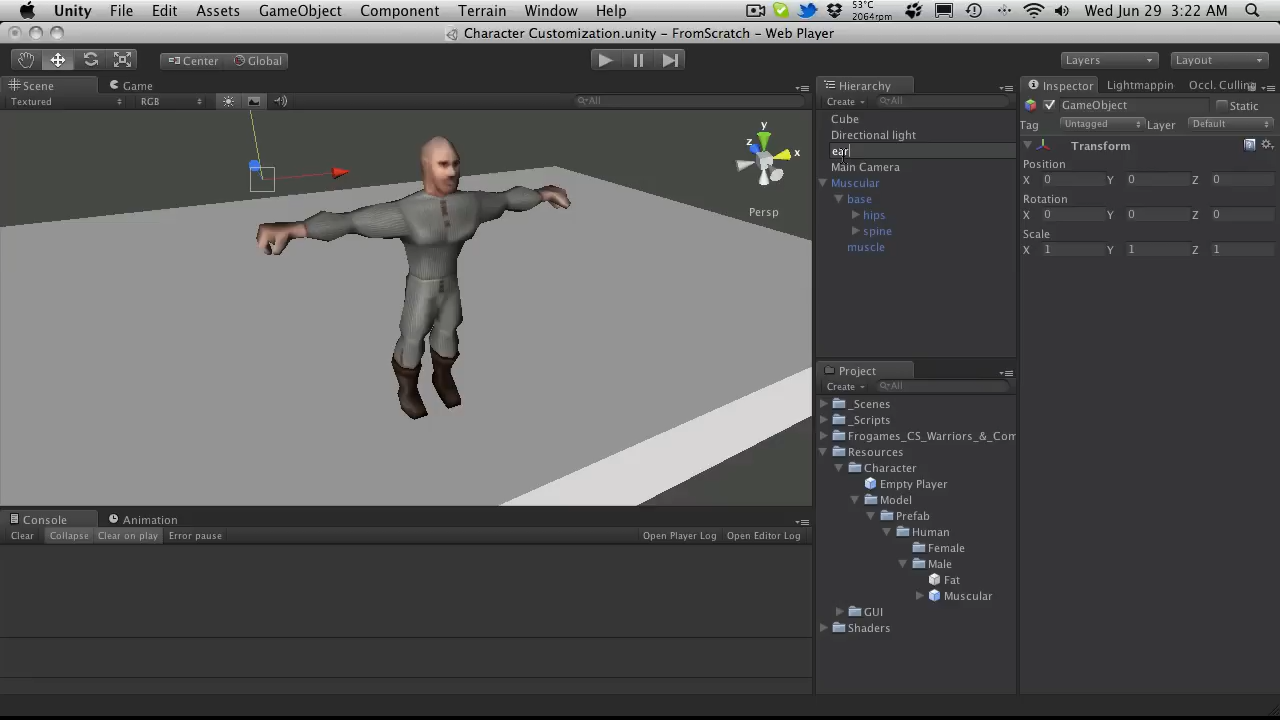 Unity File Edit Assets GameObject Component Terrain Window Help 53°C 2064rpm Wed Jun 29 3:22 AM
Character Customization.unity – FromScratch – Web Player
Center Global Layers Layout
Scene Game
Textured RGB All
y
z x
Persp
Hierarchy
Create All
Cube
Directional light
ear
Main Camera
Muscular
base
hips
spine
muscle
Inspector Lightmappin Occl. Culling
GameObject Static
Tag Untagged Layer Default
Transform
Position
X 0 Y 0 Z 0
Rotation
X 0 Y 0 Z 0
Scale
X 1 Y 1 Z 1
Project
Create All
_Scenes
_Scripts
Frogames_CS_Warriors_&_Com
Resources
Character
Empty Player
Model
Prefab
Human
Female
Male
Fat
Muscular
GUI
Shaders
Console Animation
Clear Collapse Clear on play Error pause Open Player Log Open Editor Log